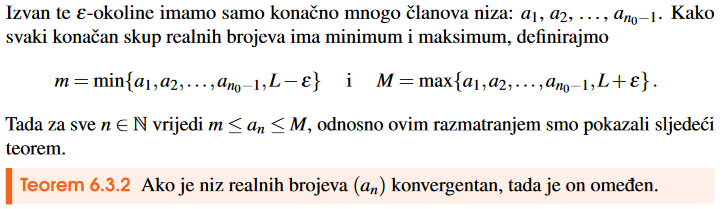 Izvan te ε-okoline imamo samo konačno mnogo članova niza: a₁, a₂, …, aₙ₀₋₁. Kako
svaki konačan skup realnih brojeva ima minimum i maksimum, definirajmo
m = min{a₁,a₂,…,aₙ₀₋₁,L−ε} i M = max{a₁,a₂,…,aₙ₀₋₁,L+ε}.
Tada za sve n ∈ ℕ vrijedi m ≤ aₙ ≤ M, odnosno ovim razmatranjem smo pokazali sljedeći
teorem.
Teorem 6.3.2 Ako je niz realnih brojeva (aₙ) konvergentan, tada je on omeđen.